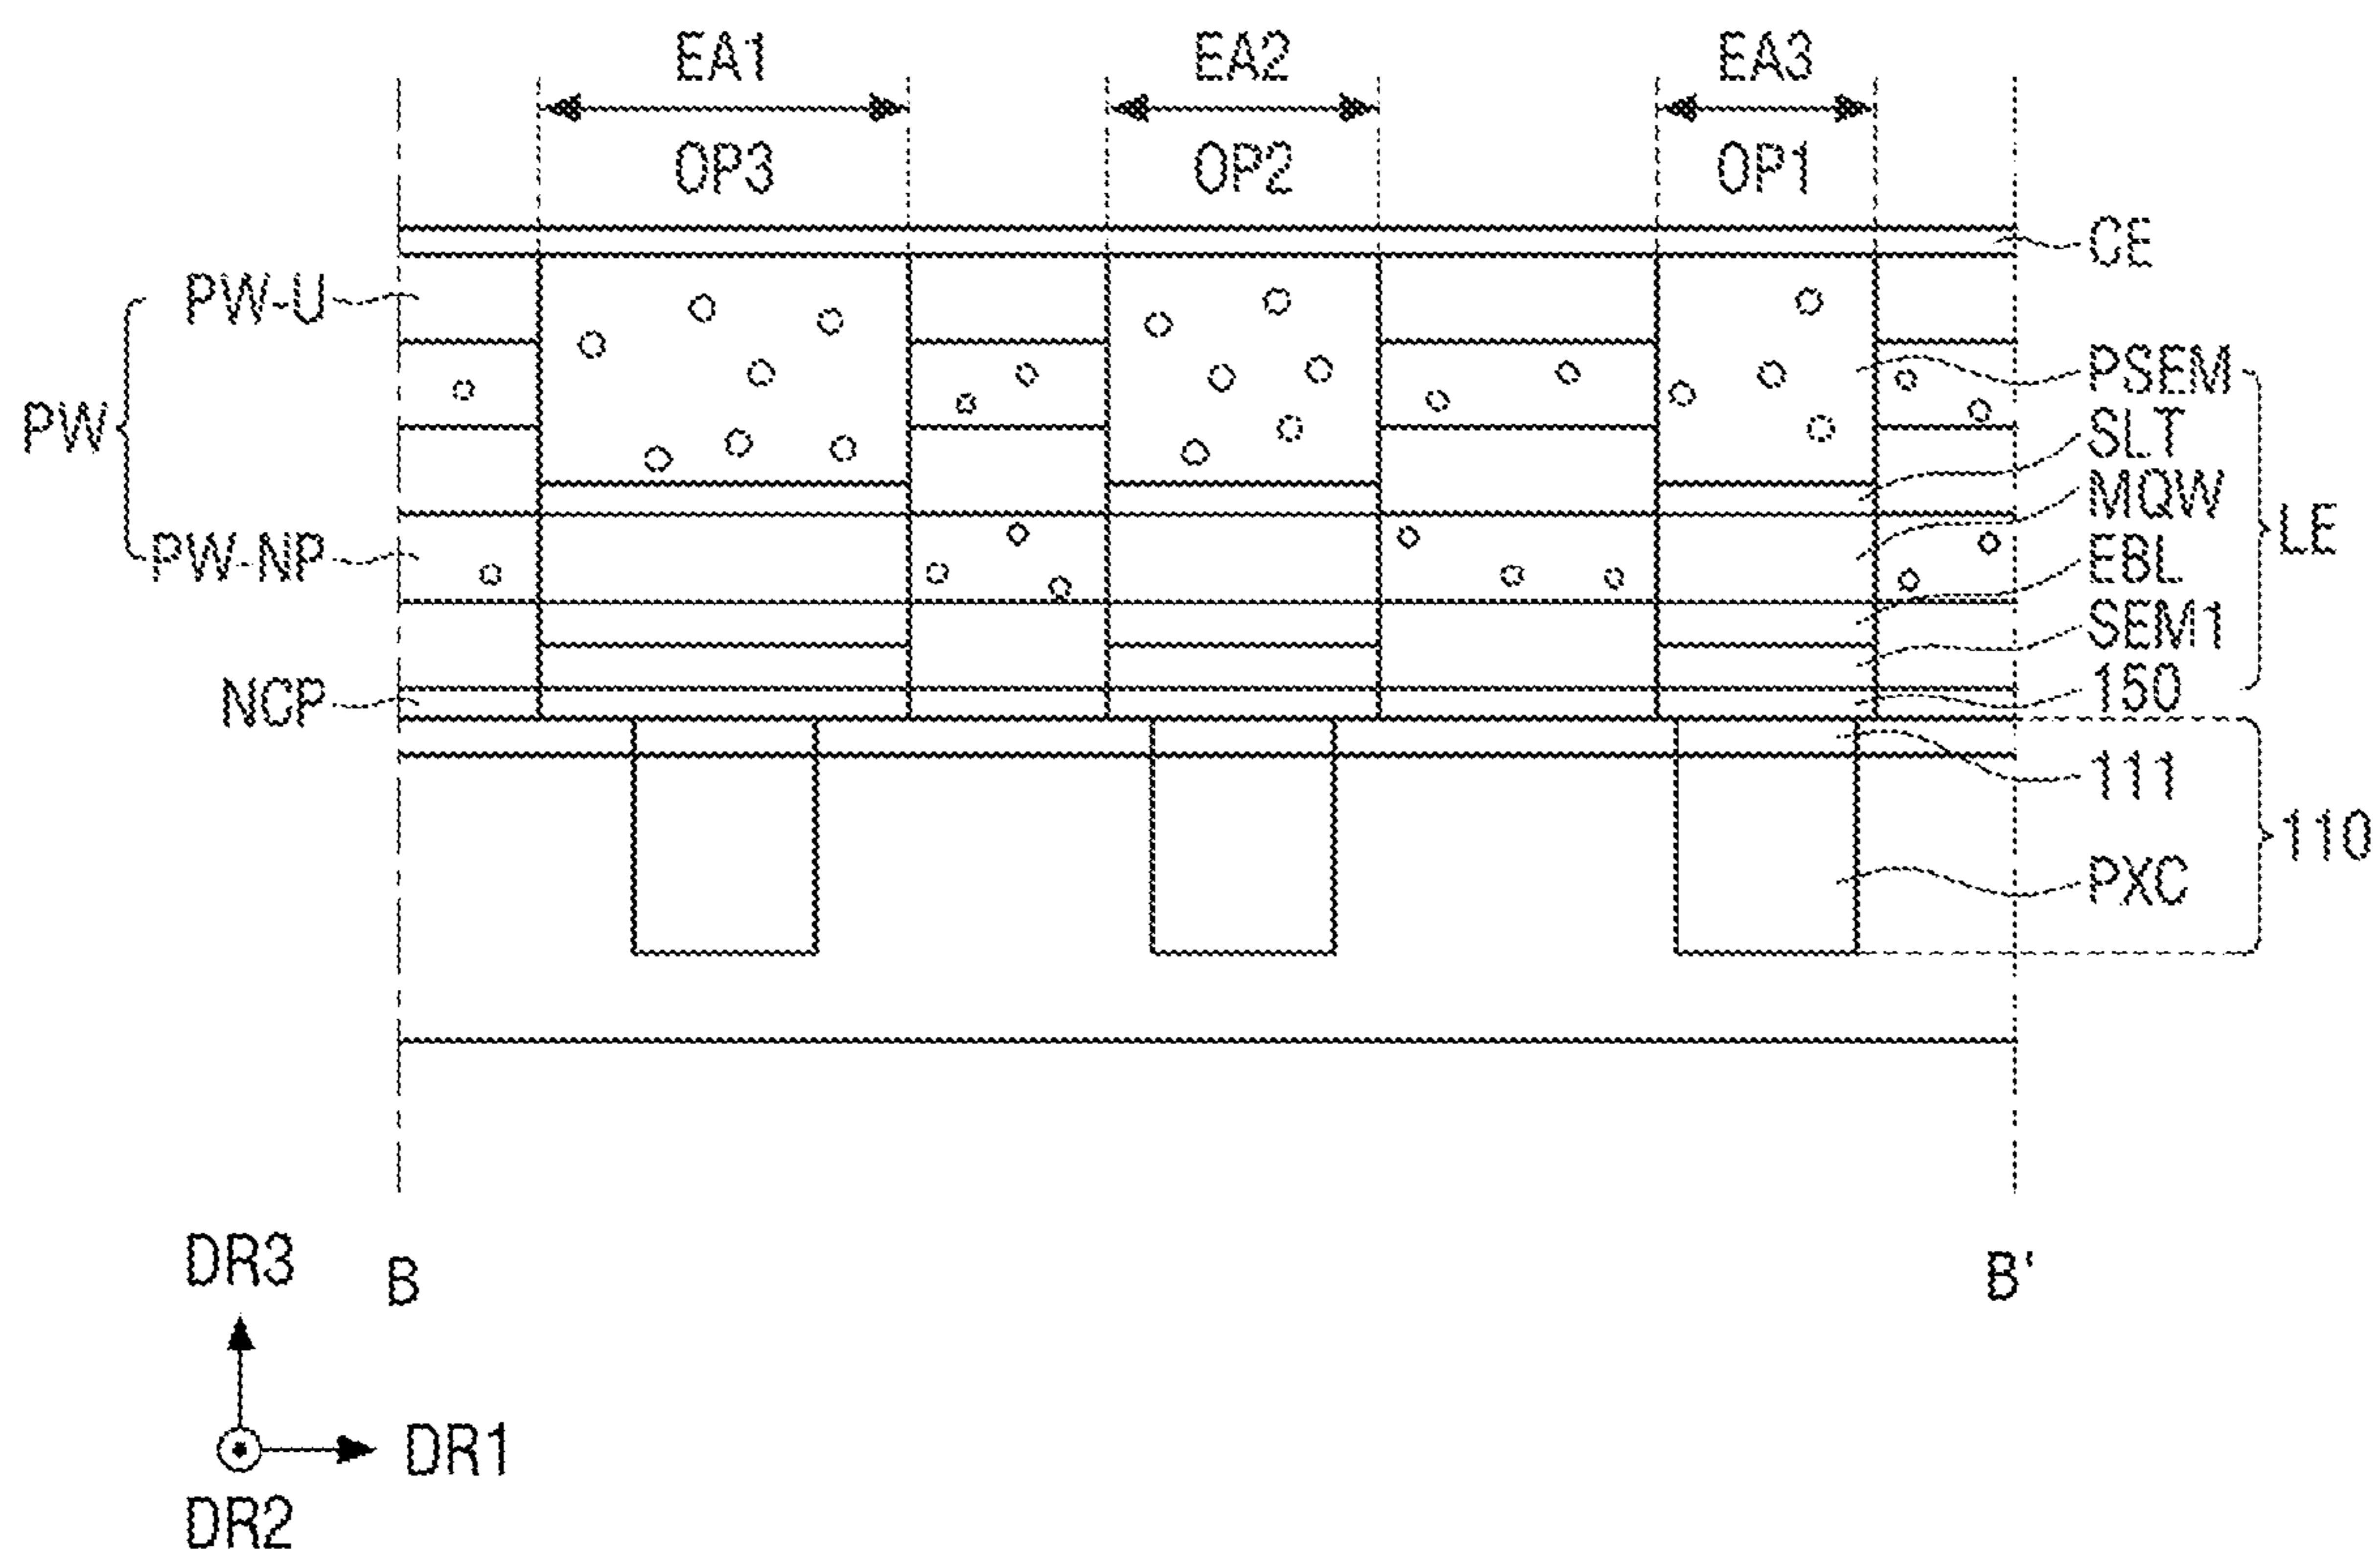 EA1 EA2 EA3
OP3 OP2 OP1
CE
PW-U
PSEM
PW
SLT
MQW
LE
PW-NP
EBL
SEM1
NCP
150
111
110
PXC
DR3
B B'
DR1
DR2